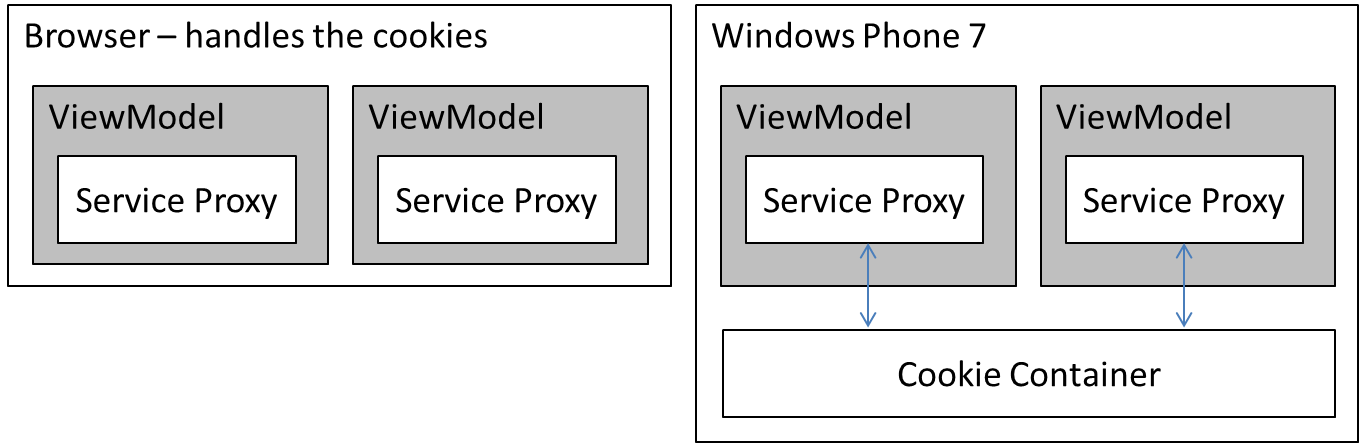 Browser – handles the cookies
ViewModel
Service Proxy
ViewModel
Service Proxy
Windows Phone 7
ViewModel
Service Proxy
ViewModel
Service Proxy
Cookie Container